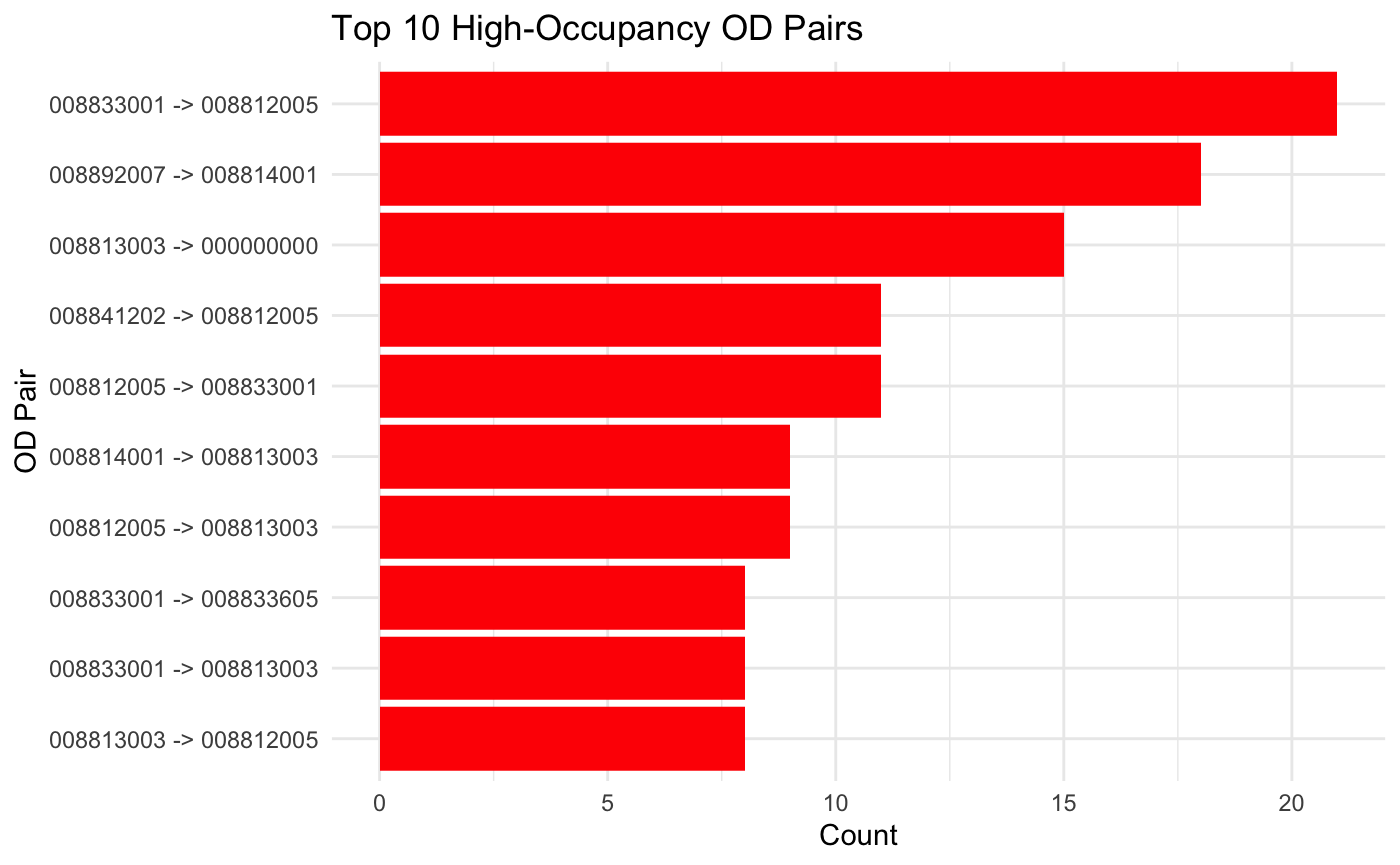 Top 10 High-Occupancy OD Pairs
OD Pair
008833001 -> 008812005
008892007 -> 008814001
008813003 -> 000000000
008841202 -> 008812005
008812005 -> 008833001
008814001 -> 008813003
008812005 -> 008813003
008833001 -> 008833605
008833001 -> 008813003
008813003 -> 008812005
0 5 10 15 20
Count